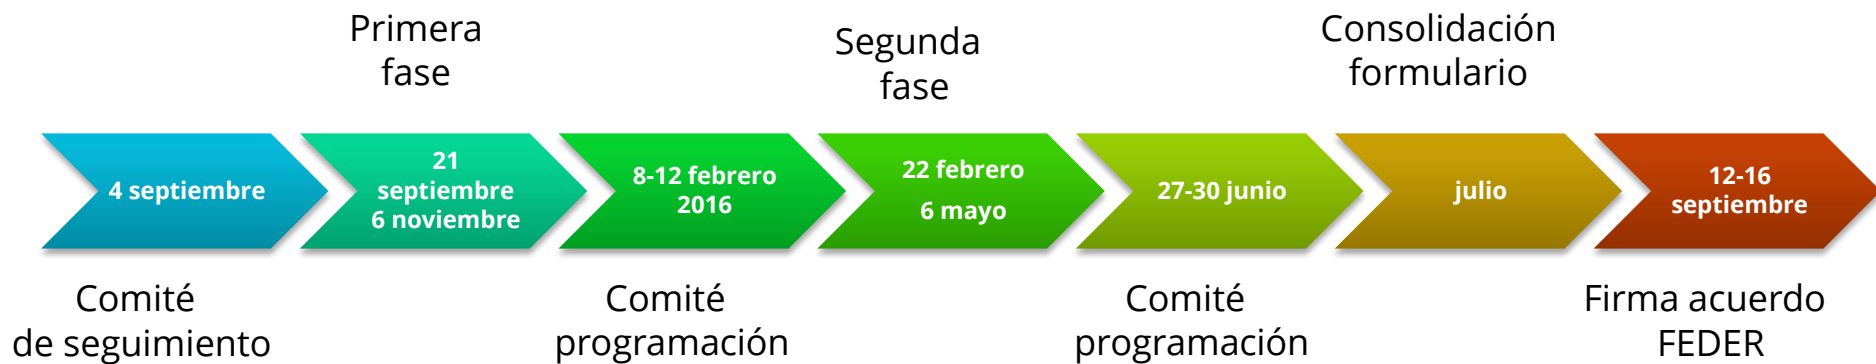 Primera
fase
Segunda
fase
Consolidación
formulario
4 septiembre
21
septiembre
6 noviembre
8-12 febrero
2016
22 febrero
6 mayo
27-30 junio
julio
12-16
septiembre
Comité
de seguimiento
Comité
programación
Comité
programación
Firma acuerdo
FEDER